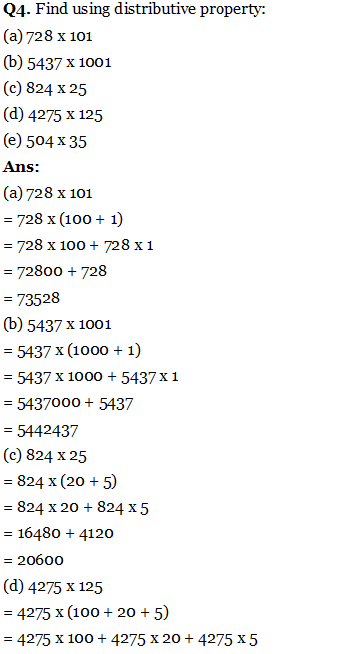 Q4. Find using distributive property:
(a) 728 x 101
(b) 5437 x 1001
(c) 824 x 25
(d) 4275 x 125
(e) 504 x 35
Ans:
(a) 728 x 101
= 728 x (100 + 1)
= 728 x 100 + 728 x 1
= 72800 + 728
= 73528
(b) 5437 x 1001
= 5437 x (1000 + 1)
= 5437 x 1000 + 5437 x 1
= 5437000 + 5437
= 5442437
(c) 824 x 25
= 824 x (20 + 5)
= 824 x 20 + 824 x 5
= 16480 + 4120
= 20600
(d) 4275 x 125
= 4275 x (100 + 20 + 5)
= 4275 x 100 + 4275 x 20 + 4275 x 5